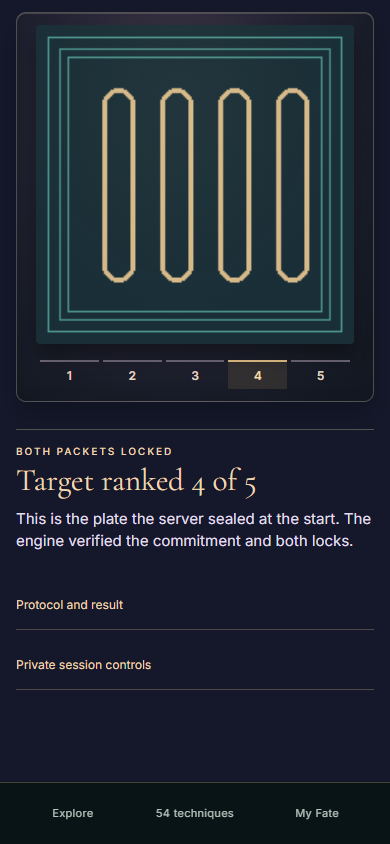 1 2 3 4 5
BOTH PACKETS LOCKED
Target ranked 4 of 5
This is the plate the server sealed at the start. The
engine verified the commitment and both locks.
Protocol and result
Private session controls
Explore 54 techniques My Fate